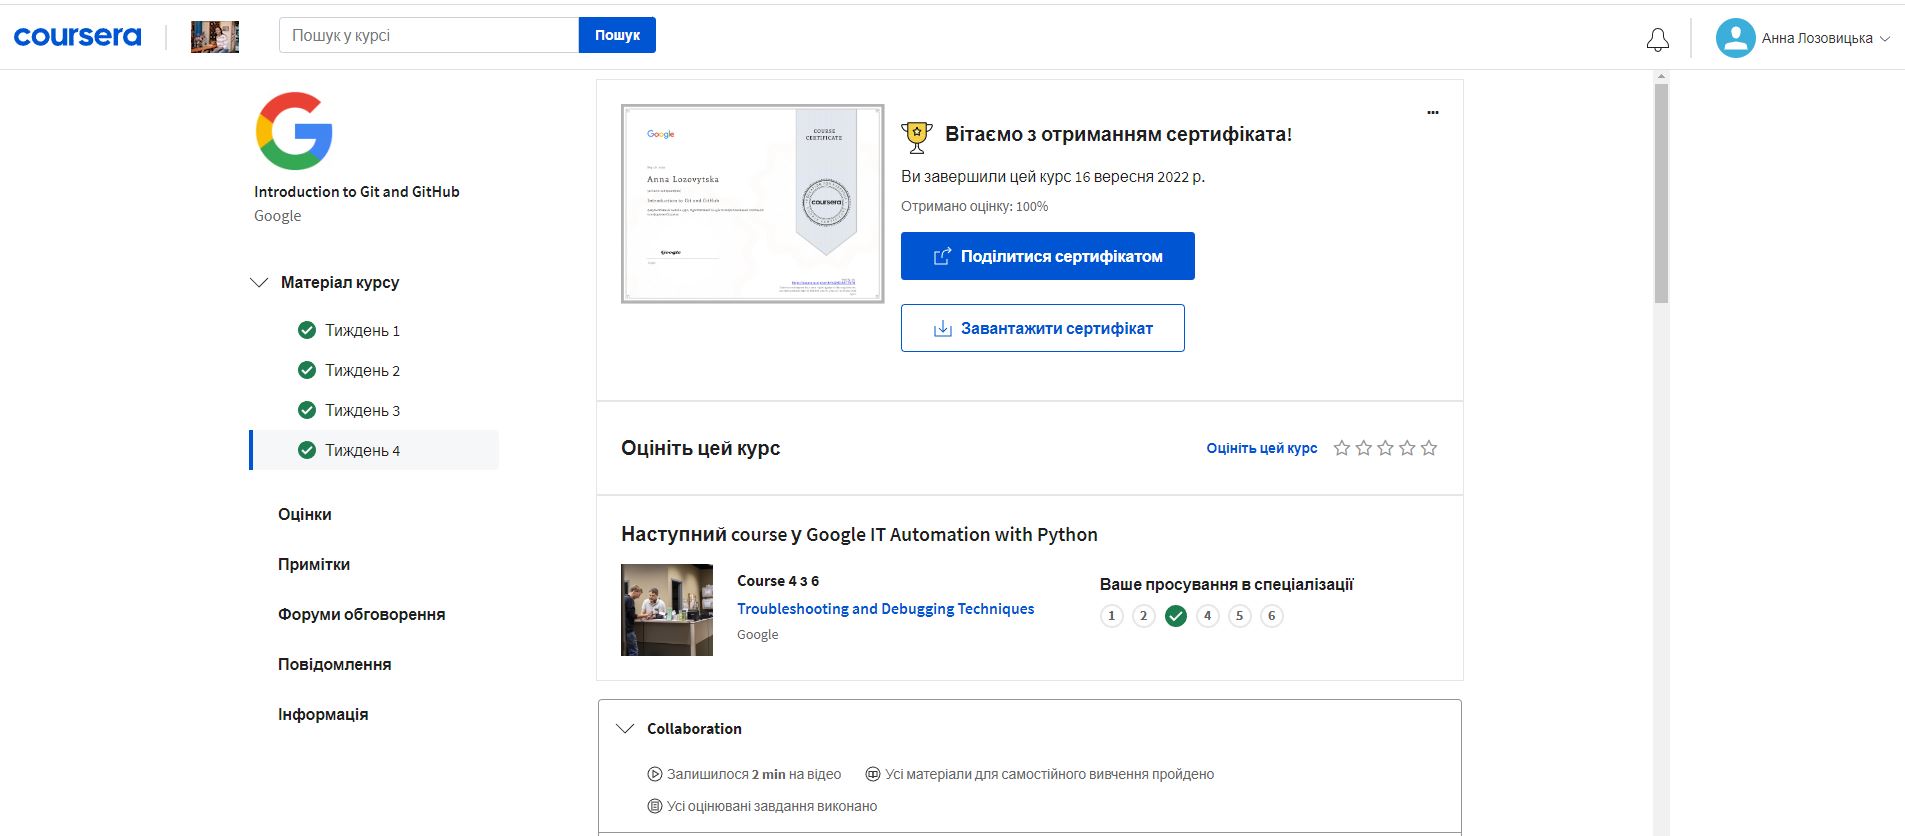 coursera
Пошук у курсі
Пошук
Анна Лозовицька
Introduction to Git and GitHub
Google
Матеріал курсу
Тиждень 1
Тиждень 2
Тиждень 3
Тиждень 4
Оцінки
Примітки
Форуми обговорення
Повідомлення
Інформація
Google
COURSE
CERTIFICATE
Anna Lozovytska
Introduction to Git and GitHub
coursera
Google
Вітаємо з отриманням сертифіката!
Ви завершили цей курс 16 вересня 2022 р.
Отримано оцінку: 100%
Поділитися сертифікатом
Завантажити сертифікат
Оцініть цей курс
Оцініть цей курс
Наступний course у Google IT Automation with Python
Course 4 з 6
Troubleshooting and Debugging Techniques
Google
Ваше просування в спеціалізації
1 2 4 5 6
Collaboration
Залишилося 2 min на відео
Усі матеріали для самостійного вивчення пройдено
Усі оцінювані завдання виконано